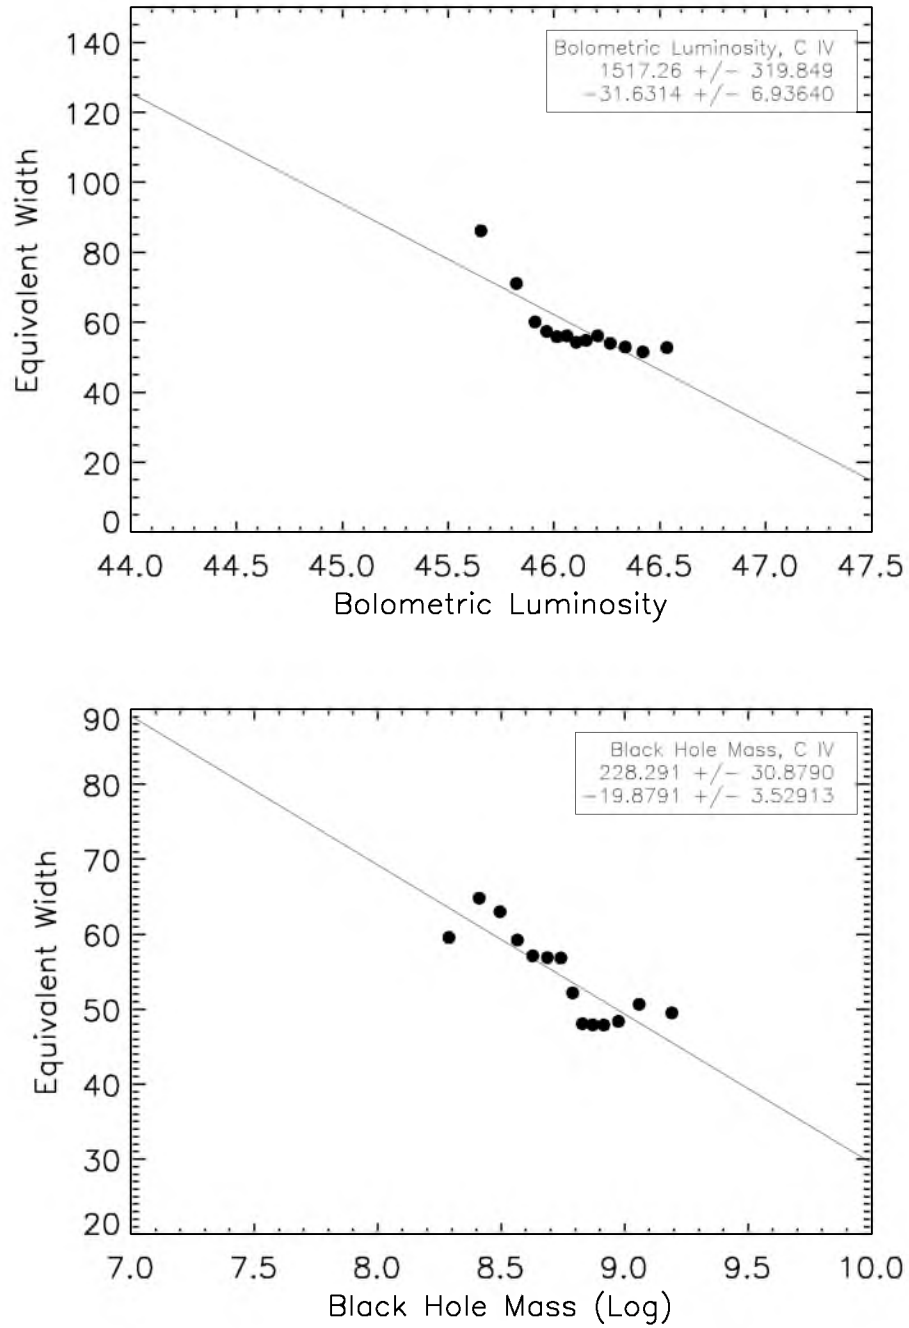 Bolometric Luminosity, C IV
1517.26 +/- 319.849
-31.6314 +/- 6.93640
140
120
100
80
60
40
20
0
Equivalent Width
44.0 44.5 45.0 45.5 46.0 46.5 47.0 47.5
Bolometric Luminosity
Black Hole Mass, C IV
228.291 +/- 30.8790
-19.8791 +/- 3.52913
90
80
70
60
50
40
30
20
Equivalent Width
7.0 7.5 8.0 8.5 9.0 9.5 10.0
Black Hole Mass (Log)